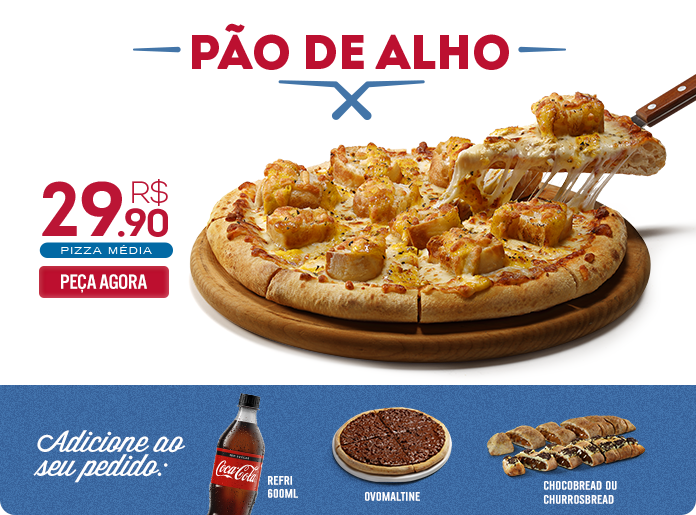 PÃO DE ALHO
R$
29.90
PIZZA MÉDIA
PEÇA AGORA
Adicione ao
seu pedido:
Coca-Cola
REFRI
600ML
OVOMALTINE
CHOCOBREAD OU
CHURROSBREAD